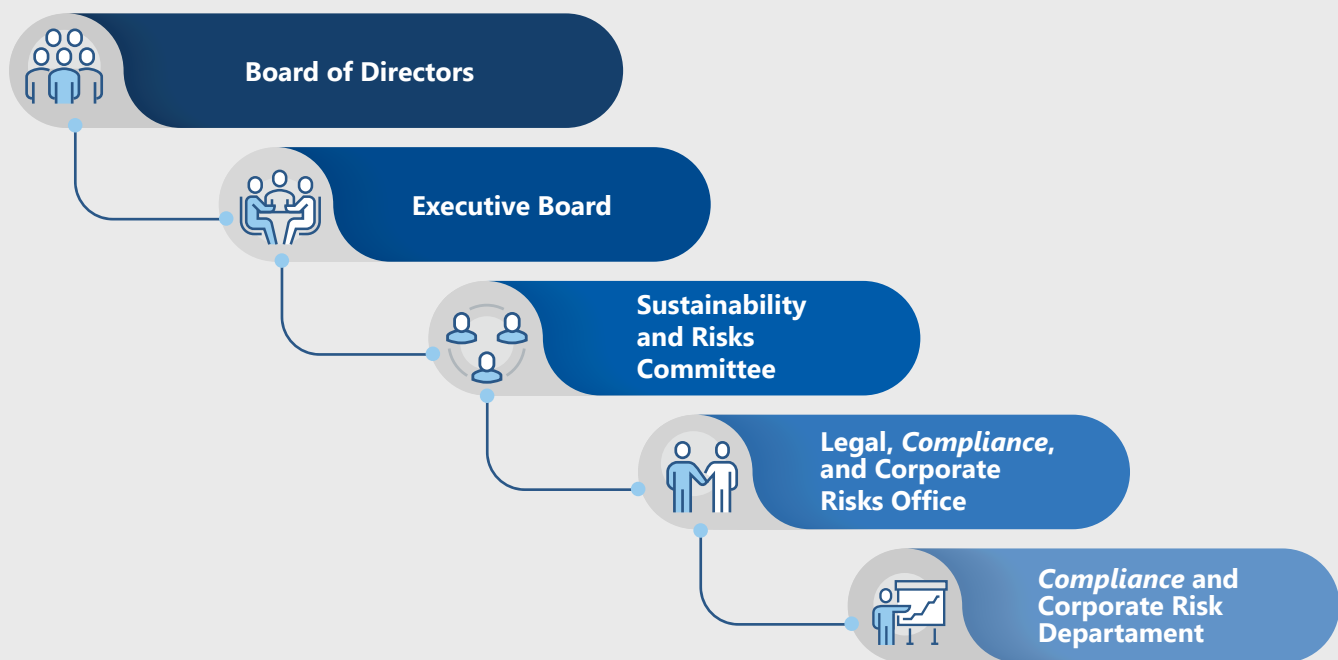 Board of Directors
Executive Board
Sustainability
and Risks
Committee
Legal, Compliance,
and Corporate
Risks Office
Compliance and
Corporate Risk
Departament